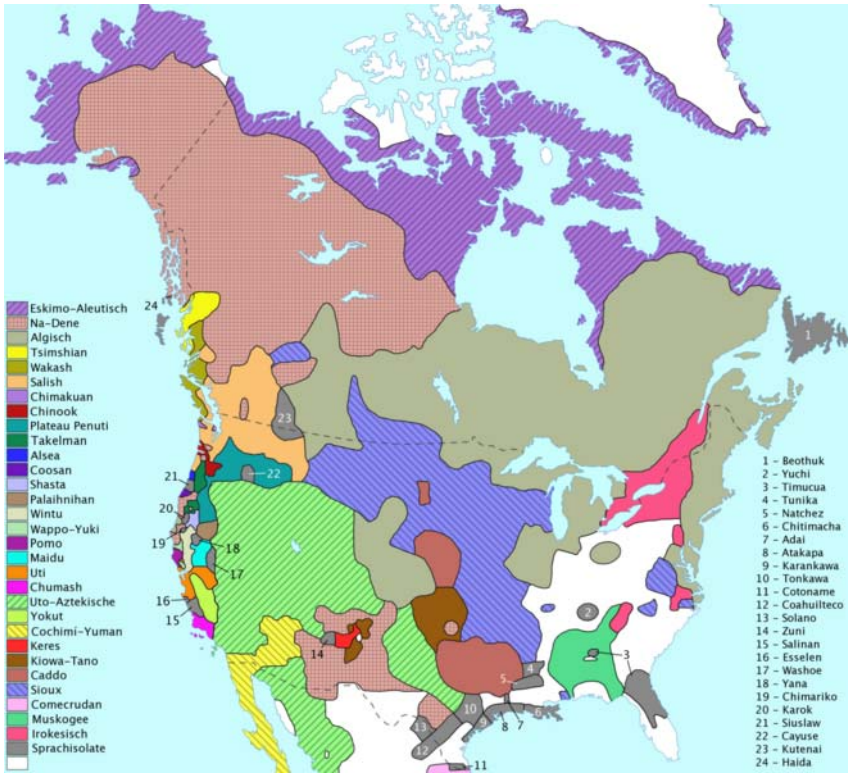 24
1
Eskimo-Aleutisch
Na-Dene
Algisch
Tsimshian
Wakash
Salish
Chimakuan
Chinook
Plateau Penuti
Takelman
Alsea
Coosan
Shasta
Palaihnihan
Wintu
Wappo-Yuki
Pomo
Maidu
Uti
Chumash
Uto-Aztekische
Yokut
Cochimí-Yuman
Keres
Kiowa-Tano
Caddo
Sioux
Comecrudan
Muskogee
Irokesisch
Sprachisolate
23
22
21
20
19
18
17
16
15
14
2
3
4
5
10
9
8
7
6
13
12
11
1 - Beothuk
2 - Yuchi
3 - Timucua
4 - Tunika
5 - Natchez
6 - Chitimacha
7 - Adai
8 - Atakapa
9 - Karankawa
10 - Tonkawa
11 - Cotoname
12 - Coahuilteco
13 - Solano
14 - Zuni
15 - Salinan
16 - Esselen
17 - Washoe
18 - Yana
19 - Chimariko
20 - Karok
21 - Siuslaw
22 - Cayuse
23 - Kutenai
24 - Haida